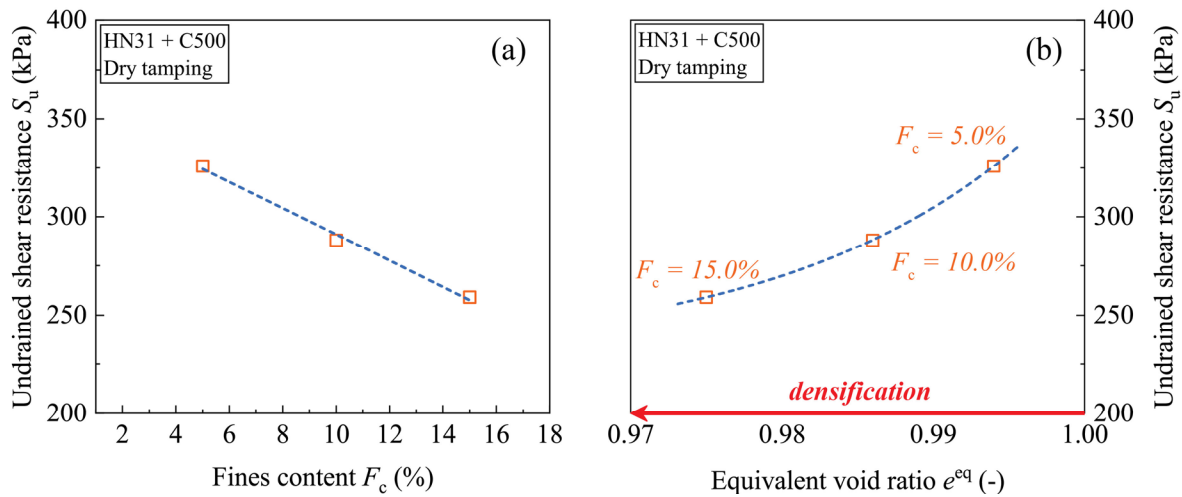 HN31 + C500
Dry tamping
(a)
Undrained shear resistance Su (kPa)
400
350
300
250
200
2 4 6 8 10 12 14 16 18
Fines content Fc (%)
HN31 + C500
Dry tamping
(b)
Fc = 5.0%
Fc = 10.0%
Fc = 15.0%
densification
400
350
300
250
200
Undrained shear resistance Su (kPa)
0.97 0.98 0.99 1.00
Equivalent void ratio e^eq (-)